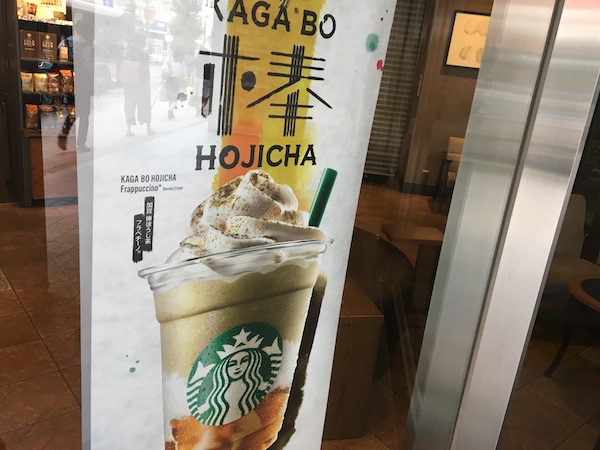 KAGA BO
棒
HOJICHA
KAGA BO HOJICHA
Frappuccino® Blended Cream
加賀 棒ほうじ茶
フラペチーノ®